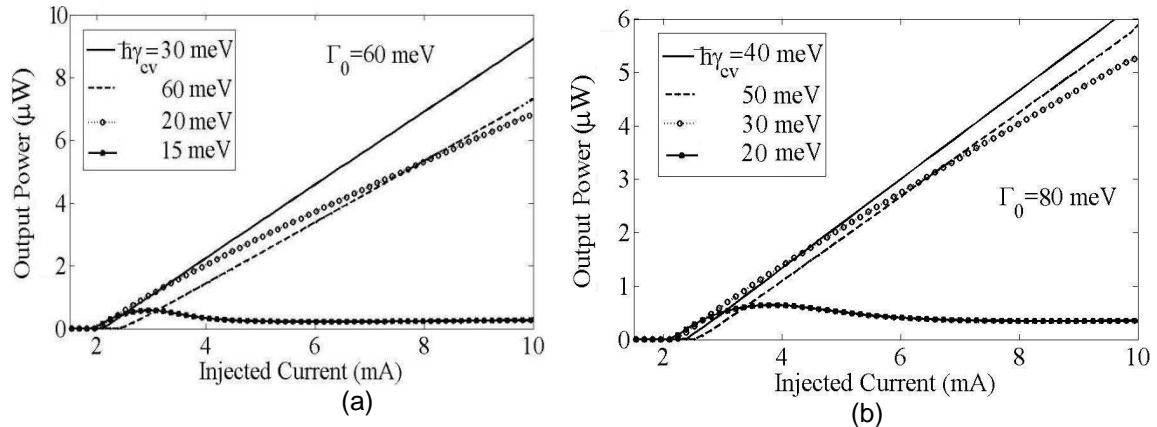 10
8
6
4
2
0
Output Power (μW)
ħγcv=30 meV
60 meV
20 meV
15 meV
Γ0=60 meV
2 4 6 8 10
Injected Current (mA)
(a)
6
5
4
3
2
1
0
Output Power (μW)
ħγcv=40 meV
50 meV
30 meV
20 meV
Γ0=80 meV
2 4 6 8 10
Injected Current (mA)
(b)